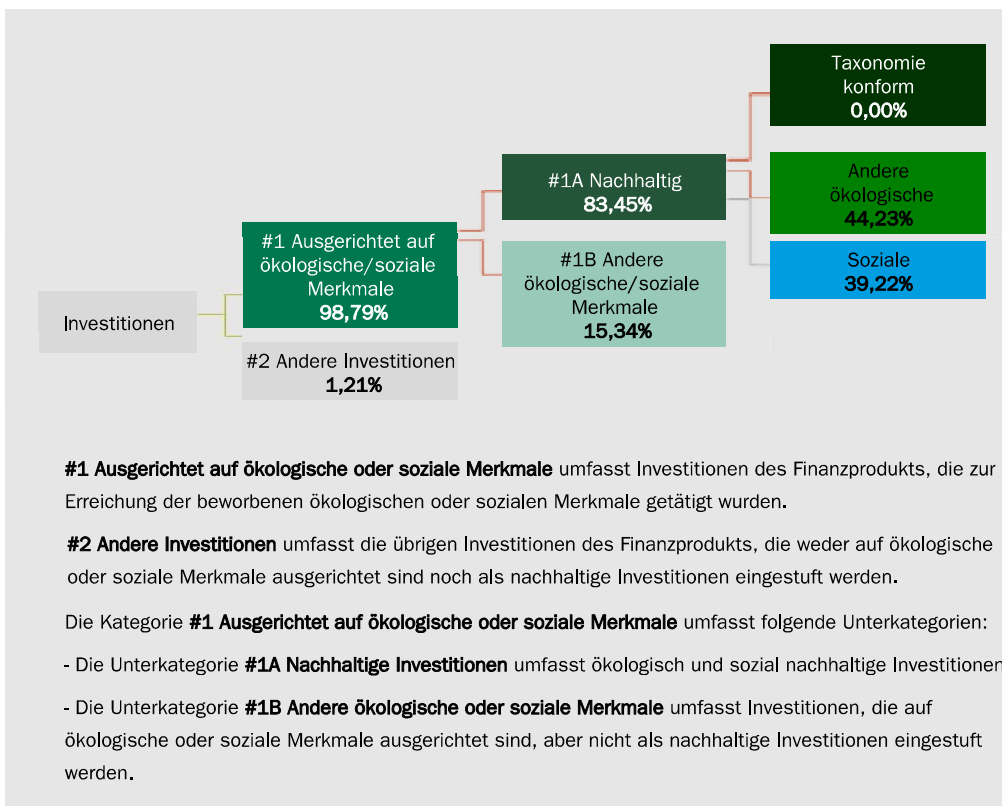 Taxonomie
konform
0,00%
#1A Nachhaltig
83,45%
Andere
ökologische
44,23%
#1 Ausgerichtet auf
ökologische/soziale
Merkmale
98,79%
#1B Andere
ökologische/soziale
Merkmale
15,34%
Soziale
39,22%
Investitionen
#2 Andere Investitionen
1,21%
#1 Ausgerichtet auf ökologische oder soziale Merkmale umfasst Investitionen des Finanzprodukts, die zur
Erreichung der beworbenen ökologischen oder sozialen Merkmale getätigt wurden.
#2 Andere Investitionen umfasst die übrigen Investitionen des Finanzprodukts, die weder auf ökologische
oder soziale Merkmale ausgerichtet sind noch als nachhaltige Investitionen eingestuft werden.
Die Kategorie #1 Ausgerichtet auf ökologische oder soziale Merkmale umfasst folgende Unterkategorien:
- Die Unterkategorie #1A Nachhaltige Investitionen umfasst ökologisch und sozial nachhaltige Investitionen
- Die Unterkategorie #1B Andere ökologische oder soziale Merkmale umfasst Investitionen, die auf
ökologische oder soziale Merkmale ausgerichtet sind, aber nicht als nachhaltige Investitionen eingestuft
werden.